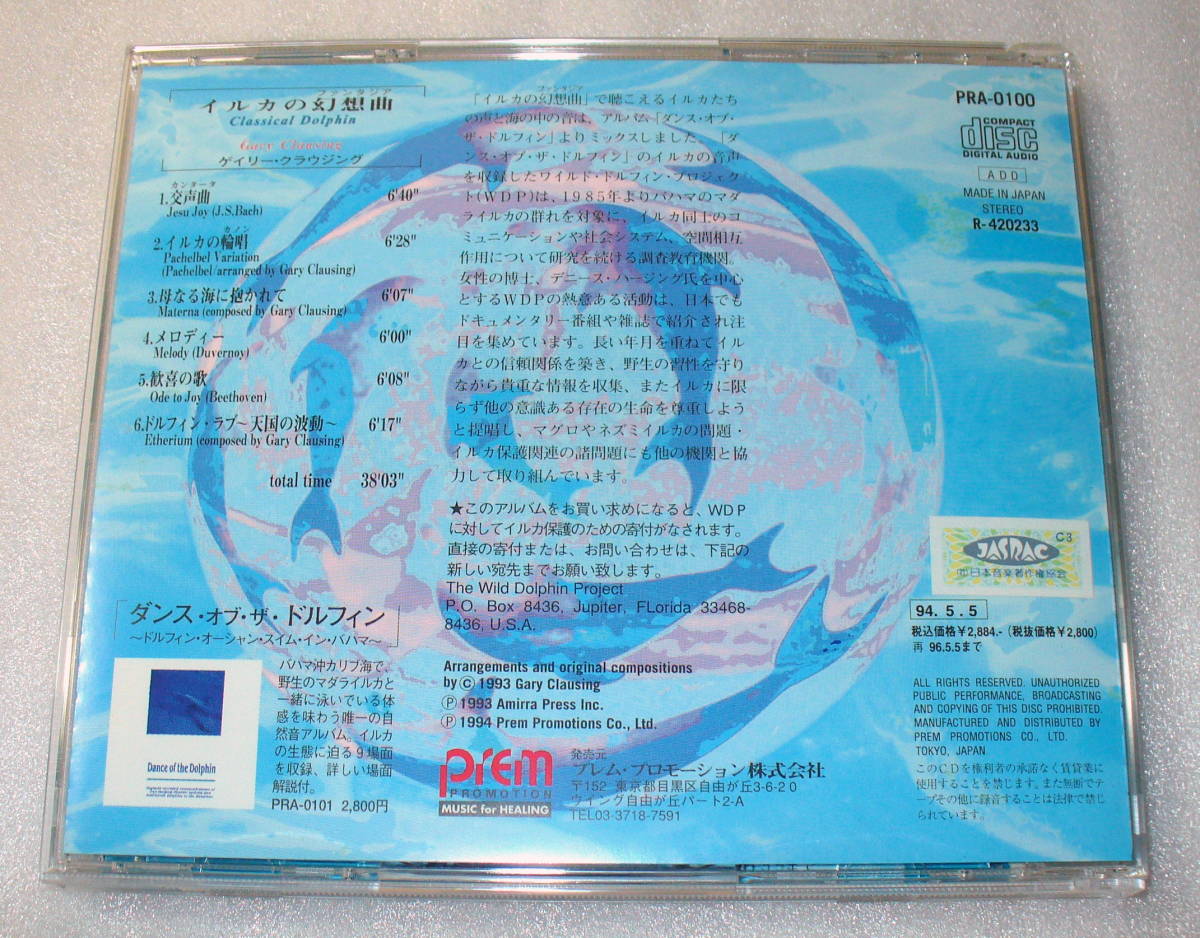 ファンタジア
イルカの幻想曲
Classical Dolphin
Gary Clausing
ゲイリー・クラウジング
カンタータ
1.交声曲 6'40"
Jesu Joy (J.S.Bach)
カノン
2.イルカの輪唱 6'28"
Pachelbel Variation
(Pachelbel/arranged by Gary Clausing)
3.母なる海に抱かれて 6'07"
Materna (composed by Gary Clausing)
4.メロディー 6'00"
Melody (Duvernoy)
5.歓喜の歌 6'08"
Ode to Joy (Beethoven)
6.ドルフィン・ラブ～天国の波動～ 6'17"
Etherium (composed by Gary Clausing)
total time 38'03"
ダンス・オブ・ザ・ドルフィン
～ドルフィン・オーシャン・スイム・イン・バハマ～
Dance of the Dolphin
バハマ沖カリブ海で、
野生のマダライルカと
一緒に泳いでいる体
感を味わう唯一の自
然音アルバム。イルカ
の生態に迫る9場面
を収録、詳しい場面
解説付。
PRA-0101 2,800円
ファンタジア
「イルカの幻想曲」で聴こえるイルカたち
の声と海の中の音は、アルバム「ダンス・オブ・
ザ・ドルフィン」よりミックスしました。「ダ
ンス・オブ・ザ・ドルフィン」のイルカの音声
を収録したワイルド・ドルフィン・プロジェク
ト(WDP)は、1985年よりバハマのマダ
ライルカの群れを対象に、イルカ同士のコ
ミュニケーションや社会システム、空間相互
作用について研究を続ける調査教育機関。
女性の博士、デニース・ハージング氏を中心
とするWDPの熱意ある活動は、日本でも
ドキュメンタリー番組や雑誌で紹介され注
目を集めています。長い年月を重ねてイル
カとの信頼関係を築き、野生の習性を守り
ながら貴重な情報を収集、またイルカに限
らず他の意識ある存在の生命を尊重しよう
と提唱し、マグロやネズミイルカの問題・
イルカ保護関連の諸問題にも他の機関と協
力して取り組んでいます。
★このアルバムをお買い求めになると、WDP
に対してイルカ保護のための寄付がなされます。
直接の寄付または、お問い合わせは、下記の
新しい宛先までお願い致します。
The Wild Dolphin Project
P.O. Box 8436, Jupiter, FLorida 33468-
8436, U.S.A.
Arrangements and original compositions
by © 1993 Gary Clausing
℗ 1993 Amirra Press Inc.
℗ 1994 Prem Promotions Co., Ltd.
prem
PROMOTION
MUSIC for HEALING
発売元
プレム・プロモーション株式会社
〒152 東京都目黒区自由が丘3-6-20
ウイング自由が丘パート2-A
TEL03-3718-7591
PRA-0100
COMPACT
disc
DIGITAL AUDIO
ADD
MADE IN JAPAN
STEREO
R-420233
C3
JASRAC
㈳日本音楽著作権協会
94.5.5
税込価格¥2,884.-(税抜価格¥2,800)
再 96.5.5まで
ALL RIGHTS RESERVED. UNAUTHORIZED
PUBLIC PERFORMANCE, BROADCASTING
AND COPYING OF THIS DISC PROHIBITED.
MANUFACTURED AND DISTRIBUTED BY
PREM PROMOTIONS CO., LTD.
TOKYO, JAPAN
このCDを権利者の承諾なく賃貸業に
使用することを禁じます。また無断でテ
ープその他に録音することは法律で禁じ
られています。